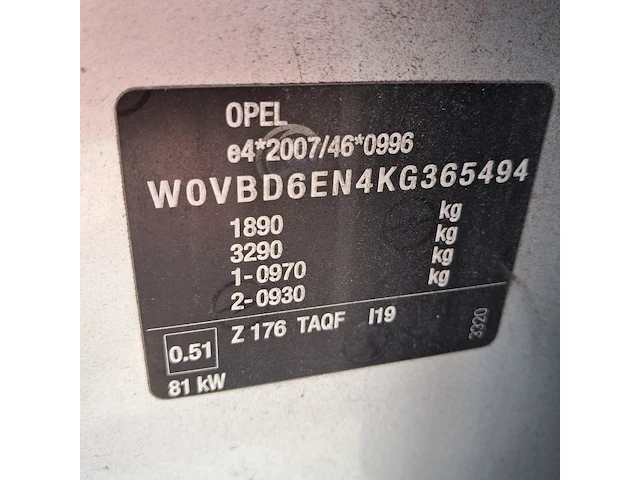 OPEL
e4*2007/46*0996
W0VBD6EN4KG365494
1890 kg
3290 kg
1-0970 kg
2-0930 kg
0.51 Z 176 TAQF I19
81 kW
3320